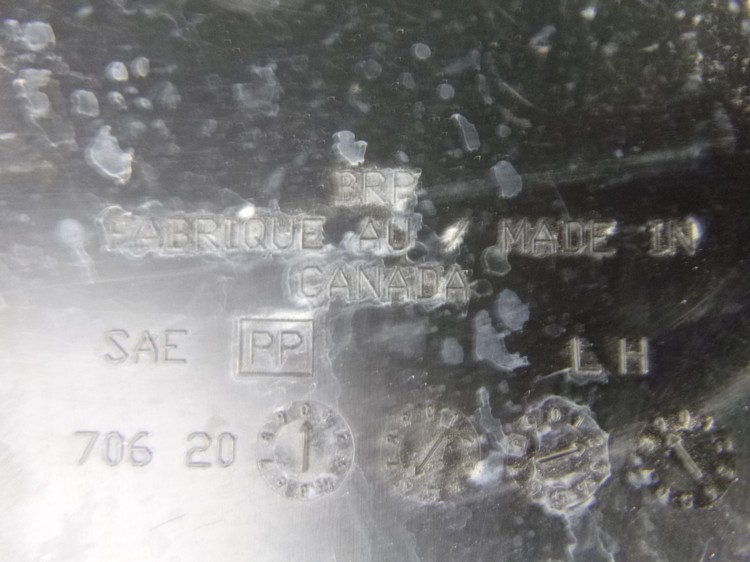 BRP
FABRIQUE AU / MADE IN
CANADA
SAE PP LH
706 20